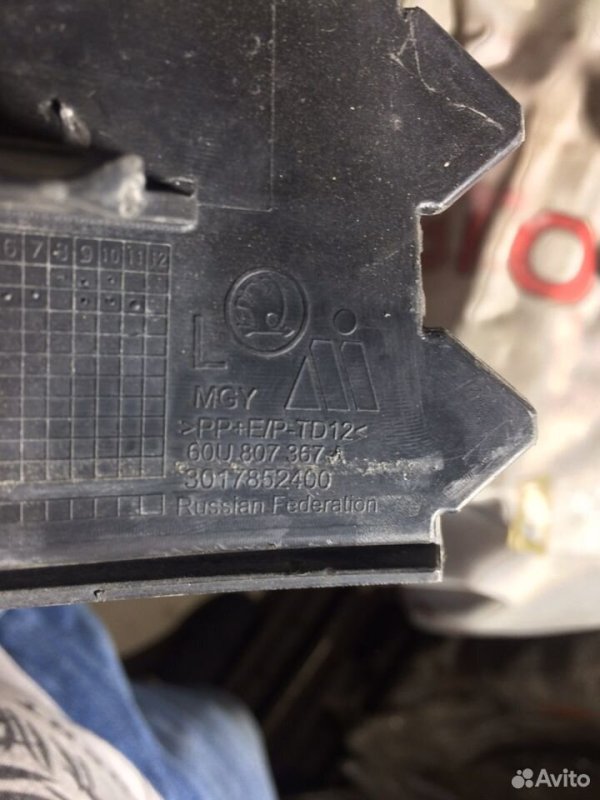 6 7 8 9 10 11 12
L
MGY
>PP+E/P-TD12<
60U.807.367
3017852400
Russian Federation
Avito